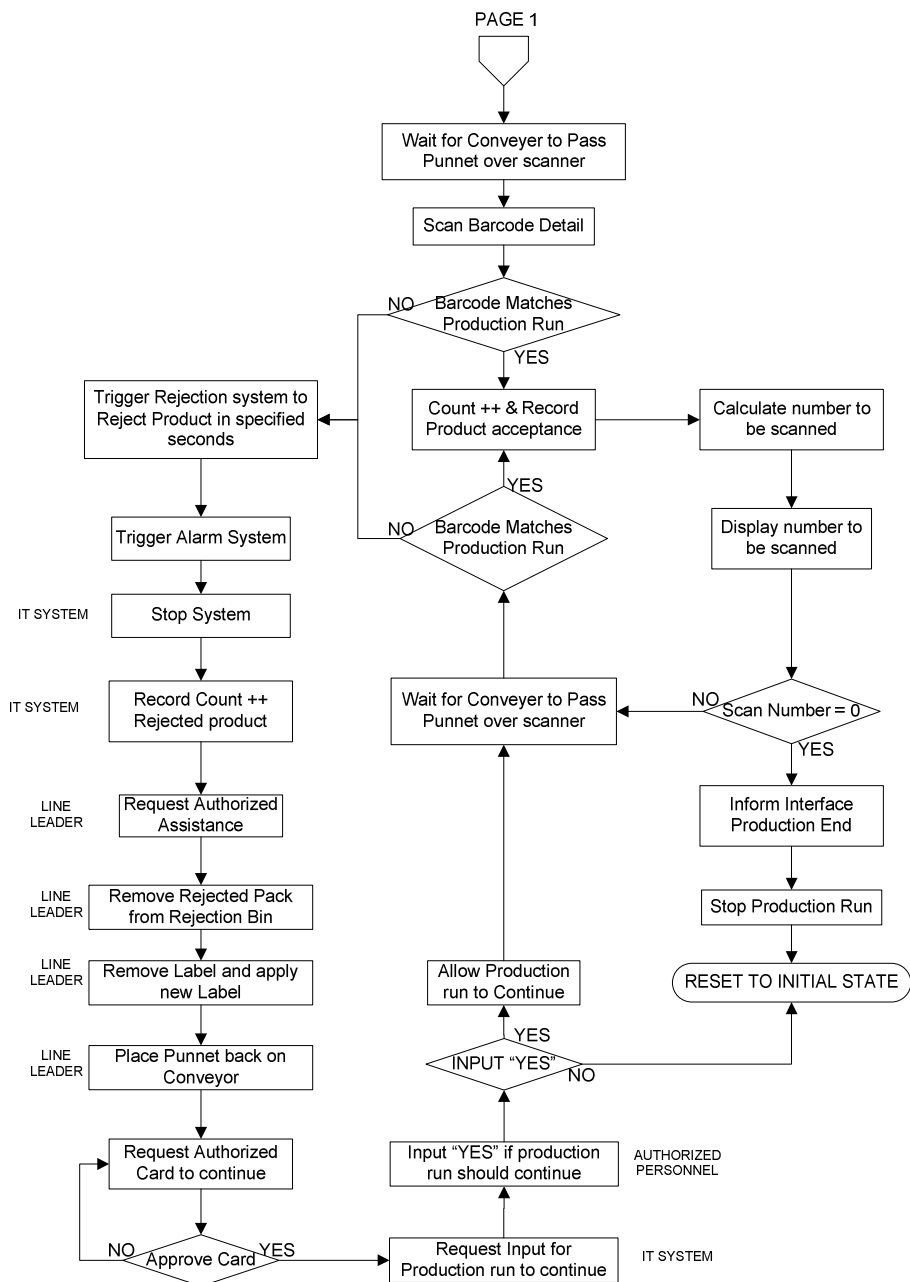 PAGE 1
Wait for Conveyer to Pass
Punnet over scanner
Scan Barcode Detail
NO
Barcode Matches
Production Run
YES
Trigger Rejection system to
Reject Product in specified
seconds
Count ++ & Record
Product acceptance
Calculate number to
be scanned
YES
NO
Barcode Matches
Production Run
Display number to
be scanned
Trigger Alarm System
IT SYSTEM
Stop System
IT SYSTEM
Record Count ++
Rejected product
Wait for Conveyer to Pass
Punnet over scanner
NO
Scan Number = 0
YES
LINE
LEADER
Request Authorized
Assistance
Inform Interface
Production End
LINE
LEADER
Remove Rejected Pack
from Rejection Bin
Stop Production Run
LINE
LEADER
Remove Label and apply
new Label
Allow Production
run to Continue
RESET TO INITIAL STATE
YES
LINE
LEADER
Place Punnet back on
Conveyor
INPUT “YES”
NO
Request Authorized
Card to continue
Input “YES” if production
run should continue
AUTHORIZED
PERSONNEL
NO
Approve Card
YES
Request Input for
Production run to continue
IT SYSTEM